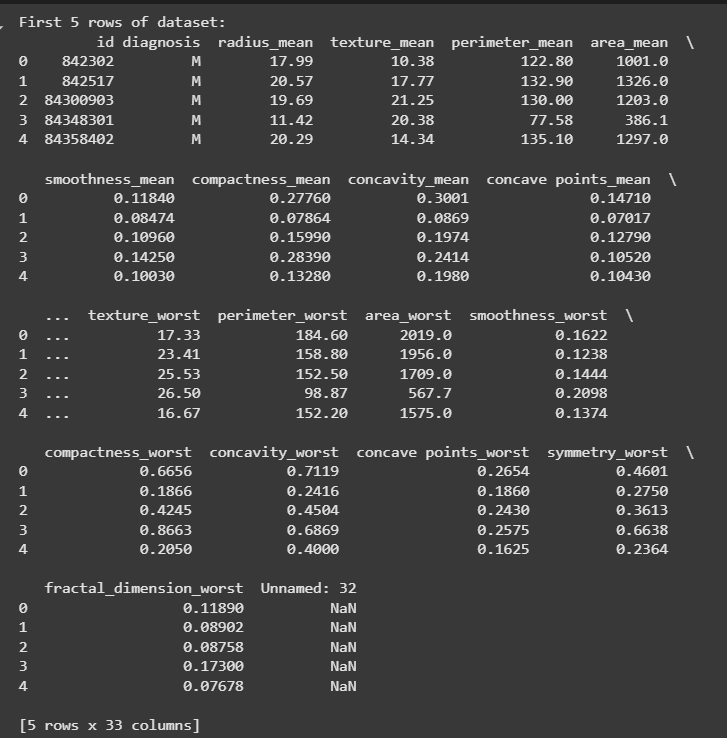 First 5 rows of dataset:
         id diagnosis  radius_mean  texture_mean  perimeter_mean  area_mean  \
0    842302         M        17.99         10.38          122.80     1001.0
1    842517         M        20.57         17.77          132.90     1326.0
2  84300903         M        19.69         21.25          130.00     1203.0
3  84348301         M        11.42         20.38           77.58      386.1
4  84358402         M        20.29         14.34          135.10     1297.0
   smoothness_mean  compactness_mean  concavity_mean  concave points_mean  \
0          0.11840           0.27760          0.3001              0.14710
1          0.08474           0.07864          0.0869              0.07017
2          0.10960           0.15990          0.1974              0.12790
3          0.14250           0.28390          0.2414              0.10520
4          0.10030           0.13280          0.1980              0.10430
   ...  texture_worst  perimeter_worst  area_worst  smoothness_worst  \
0  ...          17.33           184.60      2019.0            0.1622
1  ...          23.41           158.80      1956.0            0.1238
2  ...          25.53           152.50      1709.0            0.1444
3  ...          26.50            98.87       567.7            0.2098
4  ...          16.67           152.20      1575.0            0.1374
   compactness_worst  concavity_worst  concave points_worst  symmetry_worst  \
0             0.6656           0.7119                0.2654          0.4601
1             0.1866           0.2416                0.1860          0.2750
2             0.4245           0.4504                0.2430          0.3613
3             0.8663           0.6869                0.2575          0.6638
4             0.2050           0.4000                0.1625          0.2364
   fractal_dimension_worst  Unnamed: 32
0                  0.11890          NaN
1                  0.08902          NaN
2                  0.08758          NaN
3                  0.17300          NaN
4                  0.07678          NaN
[5 rows x 33 columns]